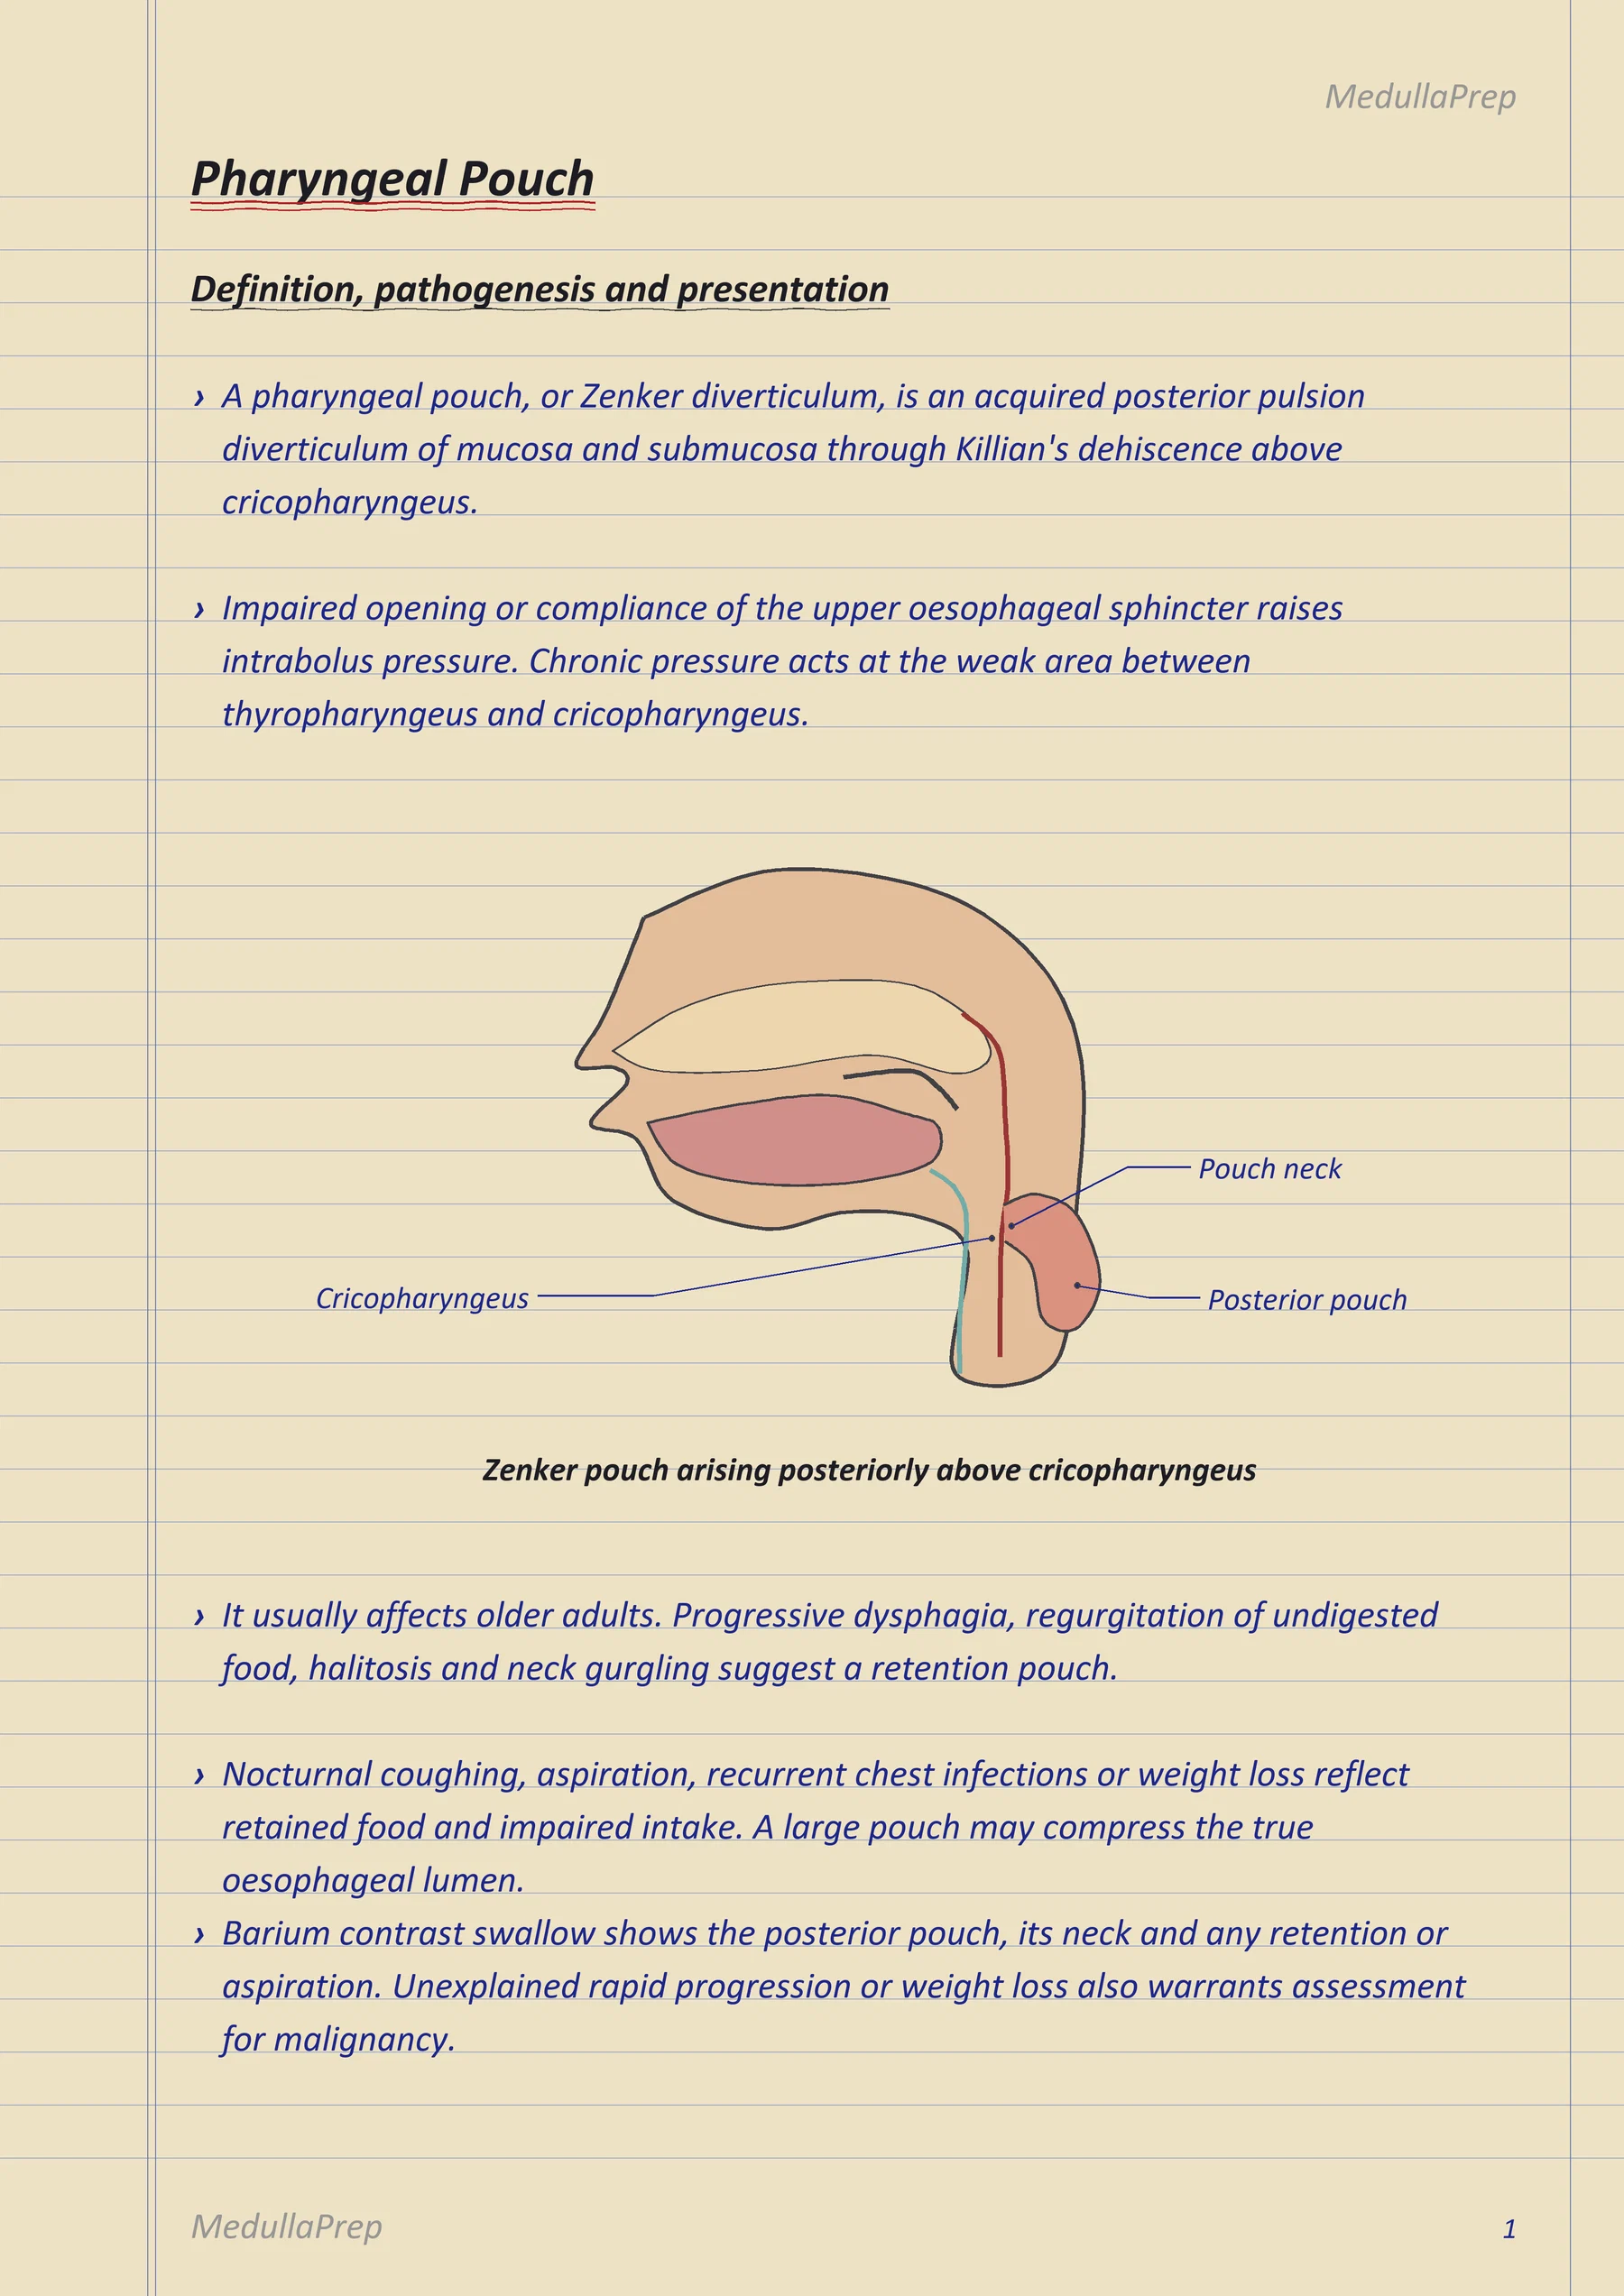 MedullaPrep
Pharyngeal Pouch
Definition, pathogenesis and presentation
› A pharyngeal pouch, or Zenker diverticulum, is an acquired posterior pulsion
diverticulum of mucosa and submucosa through Killian's dehiscence above
cricopharyngeus.
› Impaired opening or compliance of the upper oesophageal sphincter raises
intrabolus pressure. Chronic pressure acts at the weak area between
thyropharyngeus and cricopharyngeus.
Pouch neck
Cricopharyngeus
Posterior pouch
Zenker pouch arising posteriorly above cricopharyngeus
› It usually affects older adults. Progressive dysphagia, regurgitation of undigested
food, halitosis and neck gurgling suggest a retention pouch.
› Nocturnal coughing, aspiration, recurrent chest infections or weight loss reflect
retained food and impaired intake. A large pouch may compress the true
oesophageal lumen.
› Barium contrast swallow shows the posterior pouch, its neck and any retention or
aspiration. Unexplained rapid progression or weight loss also warrants assessment
for malignancy.
MedullaPrep
1